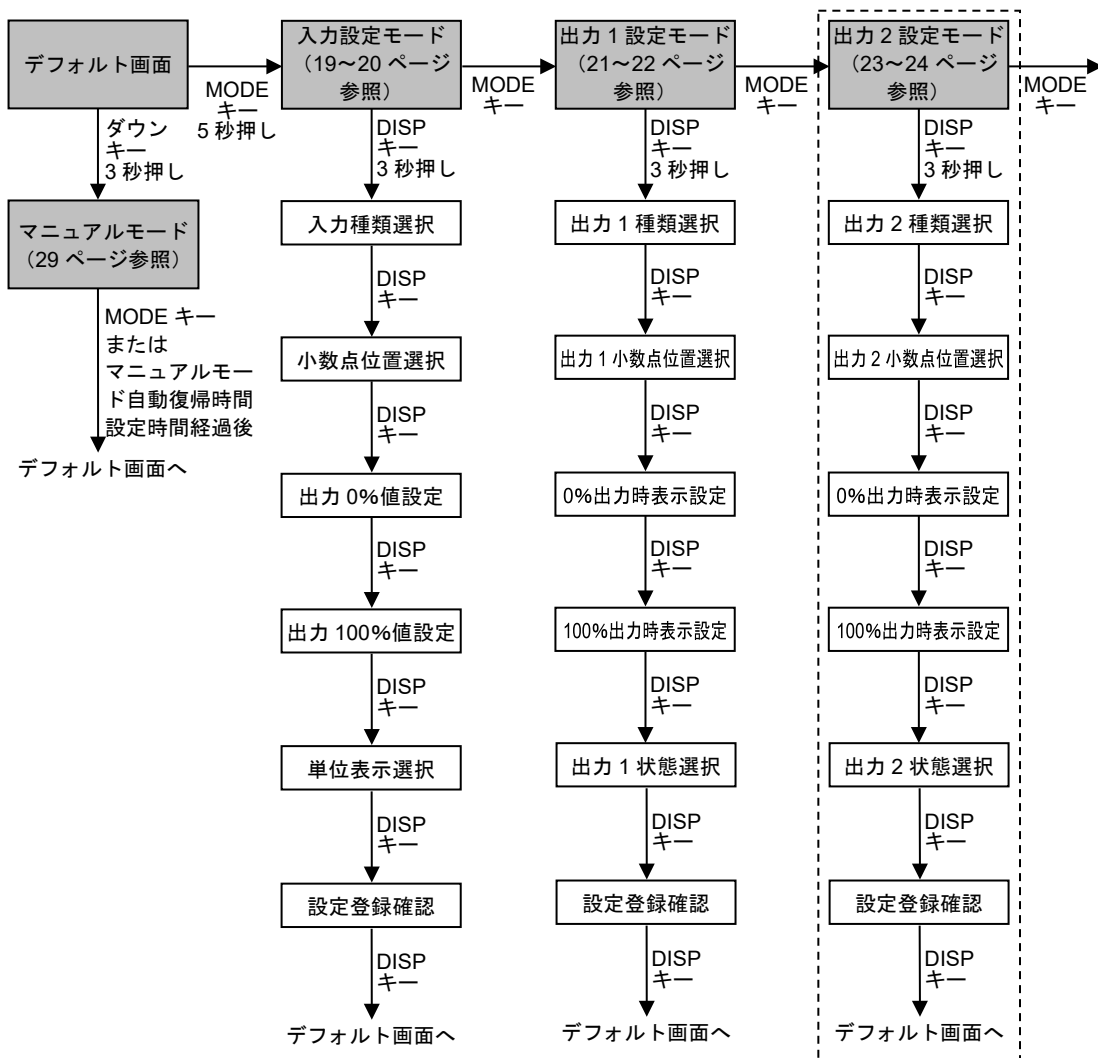 デフォルト画面
MODE
キー
5 秒押し
ダウン
キー
3 秒押し
マニュアルモード
（29 ページ参照）
MODE キー
または
マニュアルモー
ド自動復帰時間
設定時間経過後
デフォルト画面へ
入力設定モード
（19～20 ページ
参照）
MODE
キー
DISP
キー
3 秒押し
入力種類選択
DISP
キー
小数点位置選択
DISP
キー
出力 0%値設定
DISP
キー
出力 100%値設定
DISP
キー
単位表示選択
DISP
キー
設定登録確認
DISP
キー
デフォルト画面へ
出力 1 設定モード
（21～22 ページ
参照）
MODE
キー
DISP
キー
3 秒押し
出力 1 種類選択
DISP
キー
出力 1 小数点位置選択
DISP
キー
0%出力時表示設定
DISP
キー
100%出力時表示設定
DISP
キー
出力 1 状態選択
DISP
キー
設定登録確認
DISP
キー
デフォルト画面へ
出力 2 設定モード
（23～24 ページ
参照）
MODE
キー
DISP
キー
3 秒押し
出力 2 種類選択
DISP
キー
出力 2 小数点位置選択
DISP
キー
0%出力時表示設定
DISP
キー
100%出力時表示設定
DISP
キー
出力 2 状態選択
DISP
キー
設定登録確認
DISP
キー
デフォルト画面へ